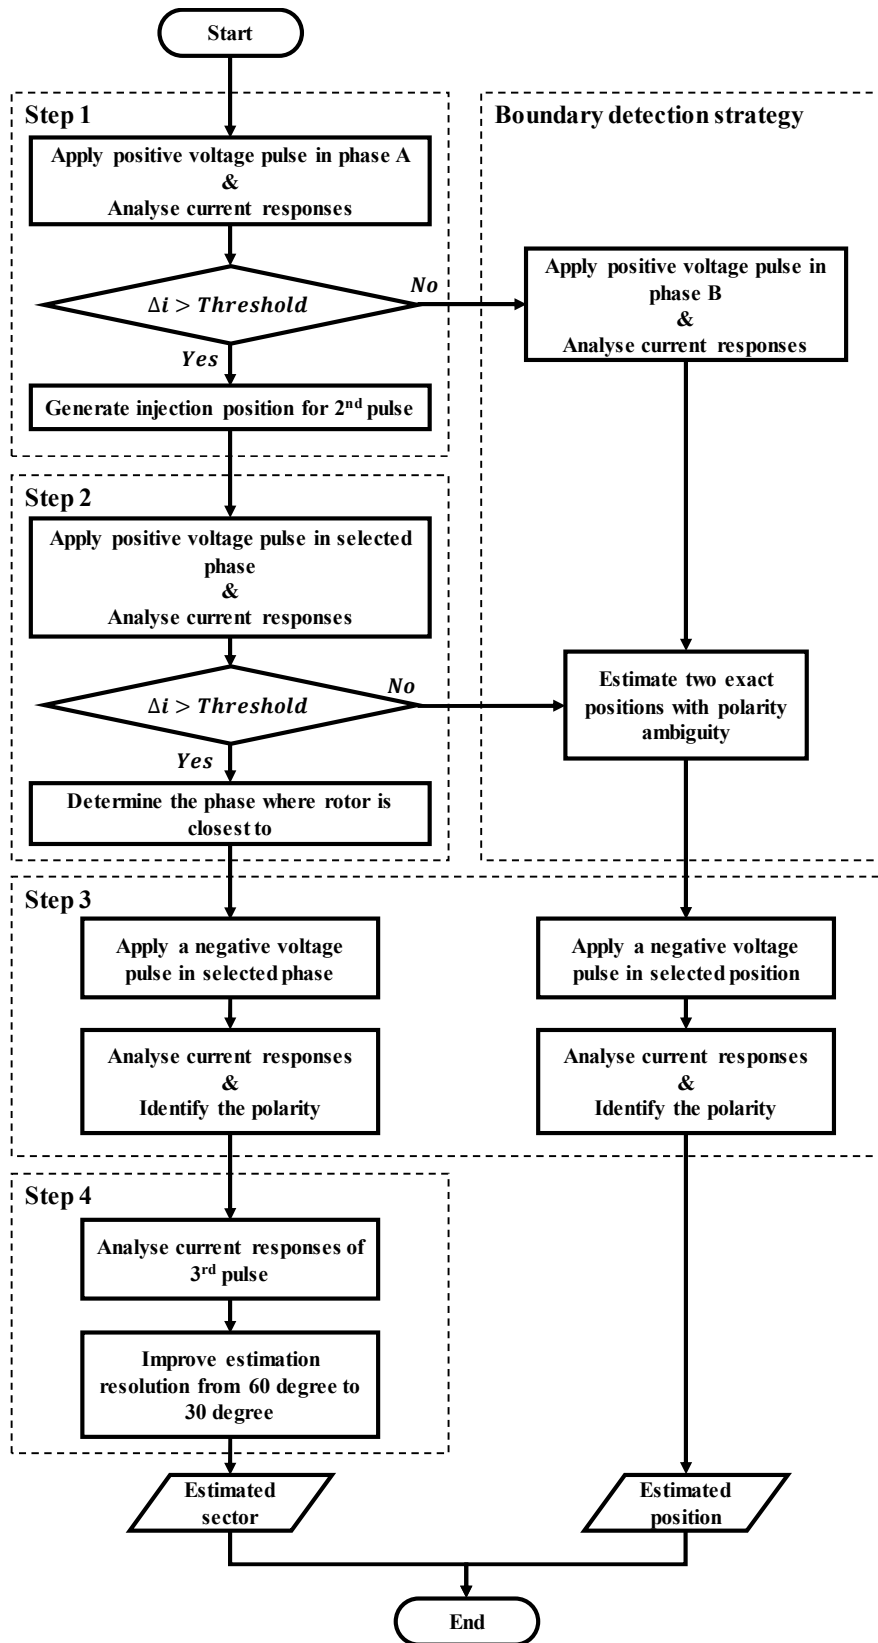 Start
Step 1
Apply positive voltage pulse in phase A
&
Analyse current responses
Δi > Threshold
No
Yes
Generate injection position for 2nd pulse
Boundary detection strategy
Apply positive voltage pulse in
phase B
&
Analyse current responses
Step 2
Apply positive voltage pulse in selected
phase
&
Analyse current responses
Δi > Threshold
No
Yes
Determine the phase where rotor is
closest to
Estimate two exact
positions with polarity
ambiguity
Step 3
Apply a negative voltage
pulse in selected phase
Analyse current responses
&
Identify the polarity
Apply a negative voltage
pulse in selected position
Analyse current responses
&
Identify the polarity
Step 4
Analyse current responses of
3rd pulse
Improve estimation
resolution from 60 degree to
30 degree
Estimated
sector
Estimated
position
End